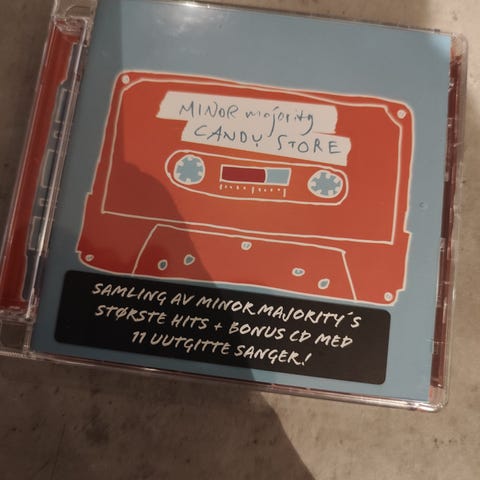 MINOR majority
CANDY STORE
SAMLING AV MINOR MAJORITY´S
STØRSTE HITS + BONUS CD MED
11 UUTGITTE SANGER!